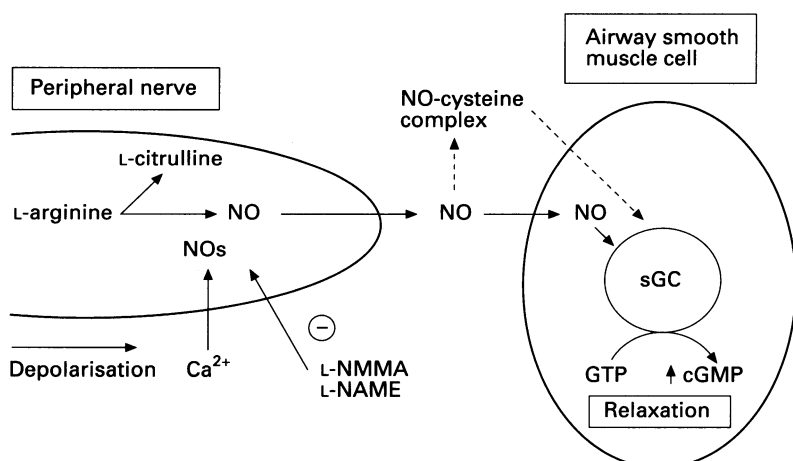 Airway smooth
muscle cell
Peripheral nerve
NO-cysteine
complex
L-citrulline
L-arginine
NO
NO
NO
NOs
sGC
−
Depolarisation
Ca²⁺
L-NMMA
L-NAME
GTP
cGMP
Relaxation